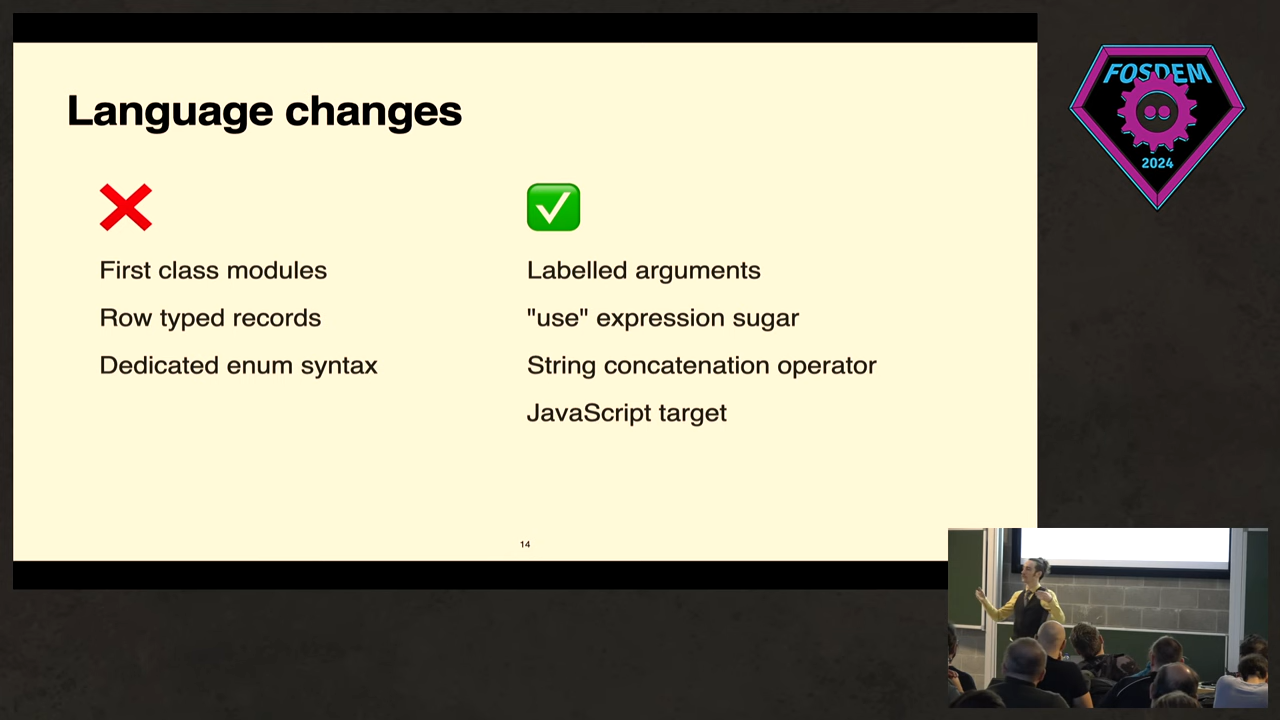 Language changes
❌
First class modules
Row typed records
Dedicated enum syntax
✅
Labelled arguments
"use" expression sugar
String concatenation operator
JavaScript target
14
FOSDEM
2024